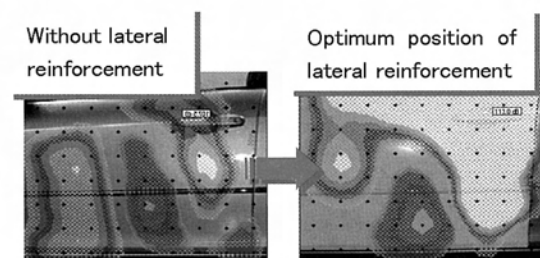 Without lateral
reinforcement
Optimum position of
lateral reinforcement